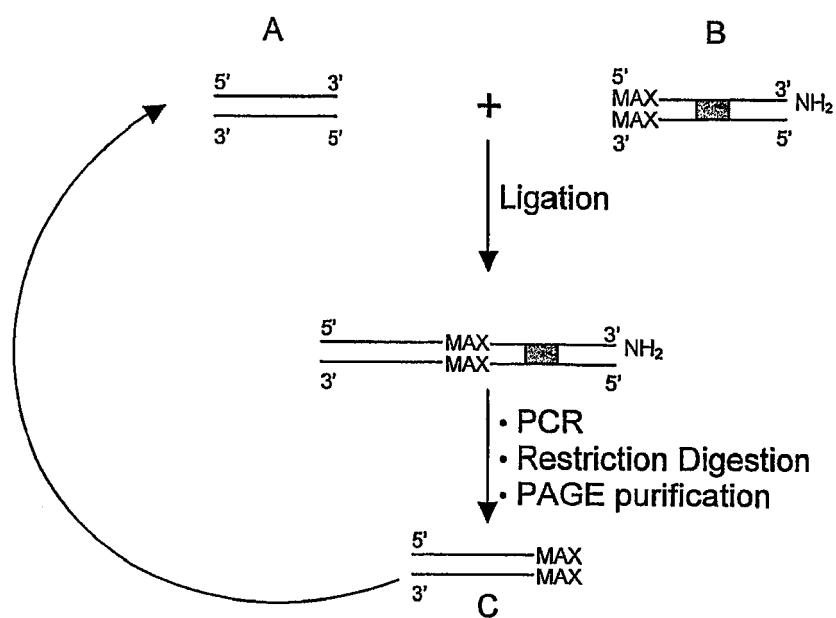 A
B
5' 3'
3' 5'
+
5'
MAX 3' NH₂
MAX
3' 5'
Ligation
5' MAX 3' NH₂
3' MAX 5'
• PCR
• Restriction Digestion
• PAGE purification
5' MAX
3' MAX
C